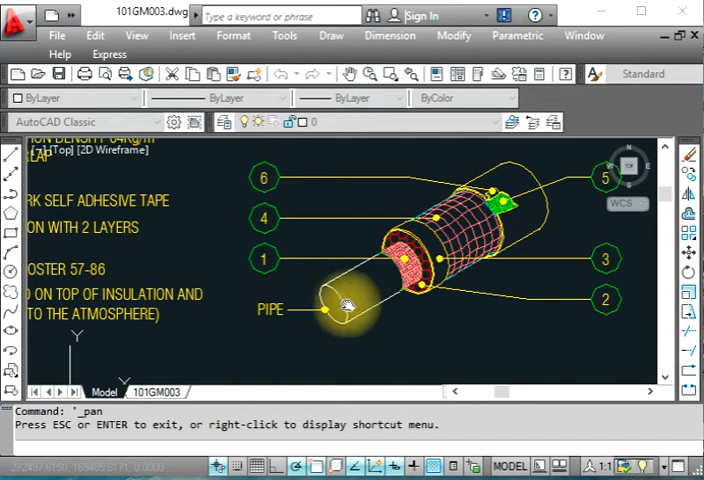 101GM003.dwg
Type a keyword or phrase
Sign In
File Edit View Insert Format Tools Draw Dimension Modify Parametric Window
Help Express
Standard
ByLayer ByLayer ByLayer ByColor
AutoCAD Classic 0
[Top] [2D Wireframe]
RK SELF ADHESIVE TAPE
ION WITH 2 LAYERS
OSTER 57-86
D ON TOP OF INSULATION AND
TO THE ATMOSPHERE)
6
4
1
PIPE
5
3
2
TOP
N
E
W
WCS
Y
Model 101GM003
Command: '_pan
Press ESC or ENTER to exit, or right-click to display shortcut menu.
MODEL 1:1